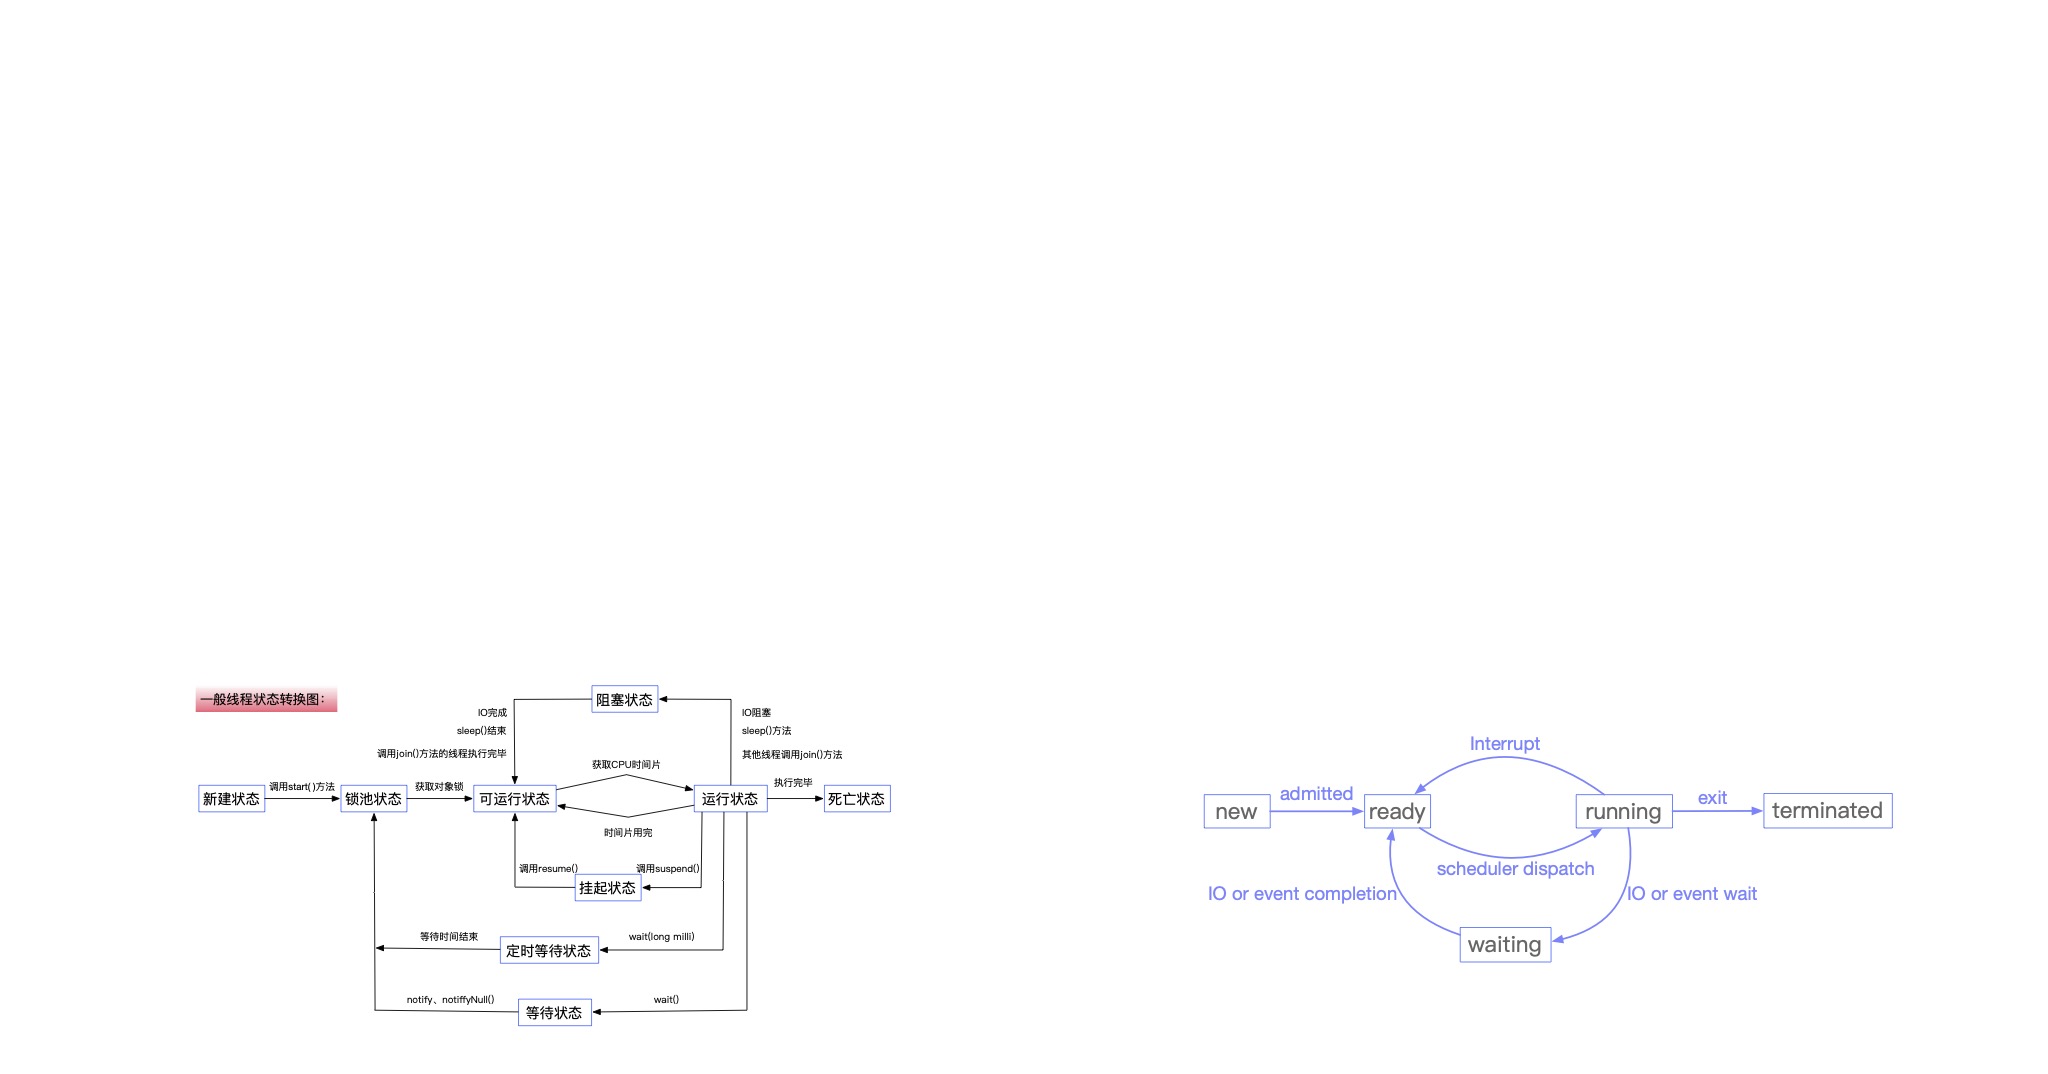 一般线程状态转换图：
阻塞状态
IO完成
sleep()结束
调用join()方法的线程执行完毕
IO阻塞
sleep()方法
其他线程调用join()方法
获取CPU时间片
执行完毕
新建状态
调用start( )方法
锁池状态
获取对象锁
可运行状态
运行状态
死亡状态
时间片用完
调用resume()
调用suspend()
挂起状态
等待时间结束
定时等待状态
wait(long milli)
notify、notiffyNull()
等待状态
wait()
Interrupt
new
admitted
ready
running
exit
terminated
scheduler dispatch
IO or event completion
IO or event wait
waiting